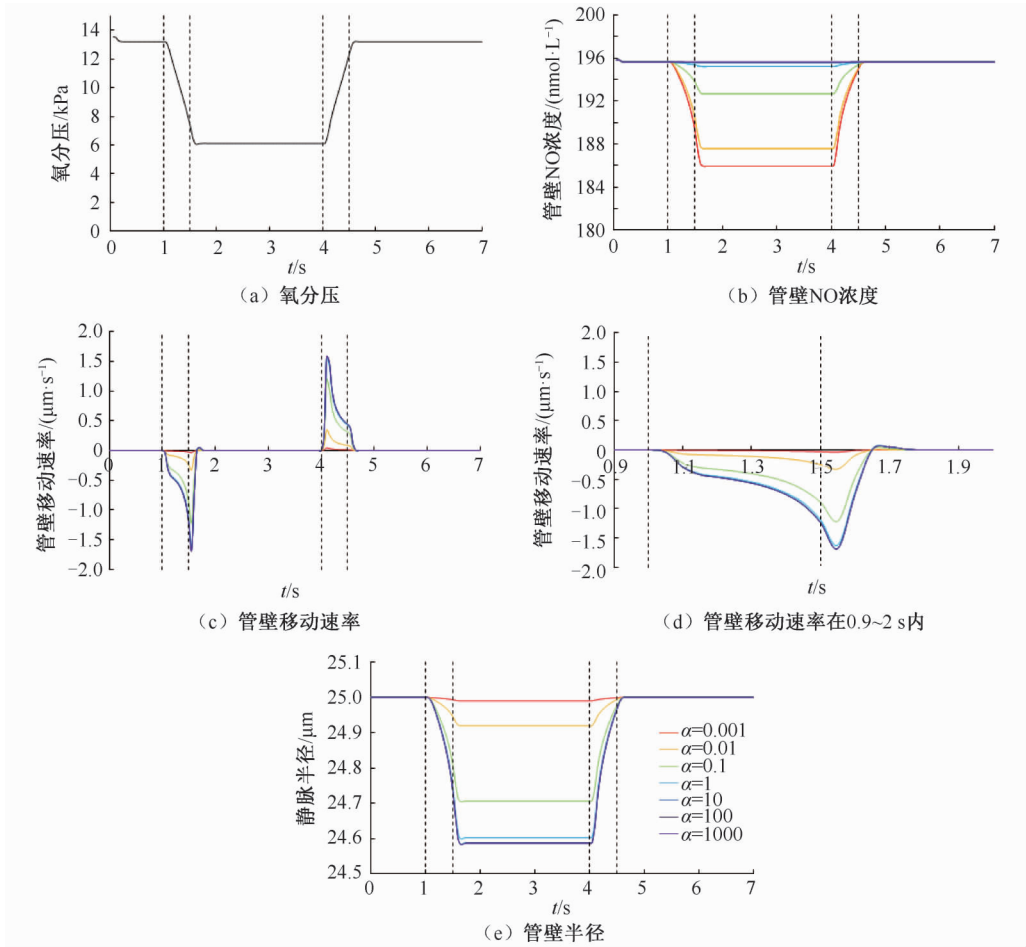 14
12
10
8
6
4
2
0
氧分压/kPa
0 1 2 3 4 5 6 7
t/s
（a）氧分压
200
196
192
188
184
180
管壁NO浓度/(nmol·L⁻¹)
0 1 2 3 4 5 6 7
t/s
（b）管壁NO浓度
2.0
1.5
1.0
0.5
0
−0.5
−1.0
−1.5
−2.0
管壁移动速率/(μm·s⁻¹)
1 2 3 4 5 6 7
t/s
（c）管壁移动速率
2.0
1.5
1.0
0.5
0
−0.5
−1.0
−1.5
−2.0
管壁移动速率/(μm·s⁻¹)
0.9 1.1 1.3 1.5 1.7 1.9
t/s
（d）管壁移动速率在0.9~2 s内
25.1
25.0
24.9
24.8
24.7
24.6
24.5
静脉半径/μm
0 1 2 3 4 5 6 7
t/s
α=0.001
α=0.01
α=0.1
α=1
α=10
α=100
α=1000
（e）管壁半径